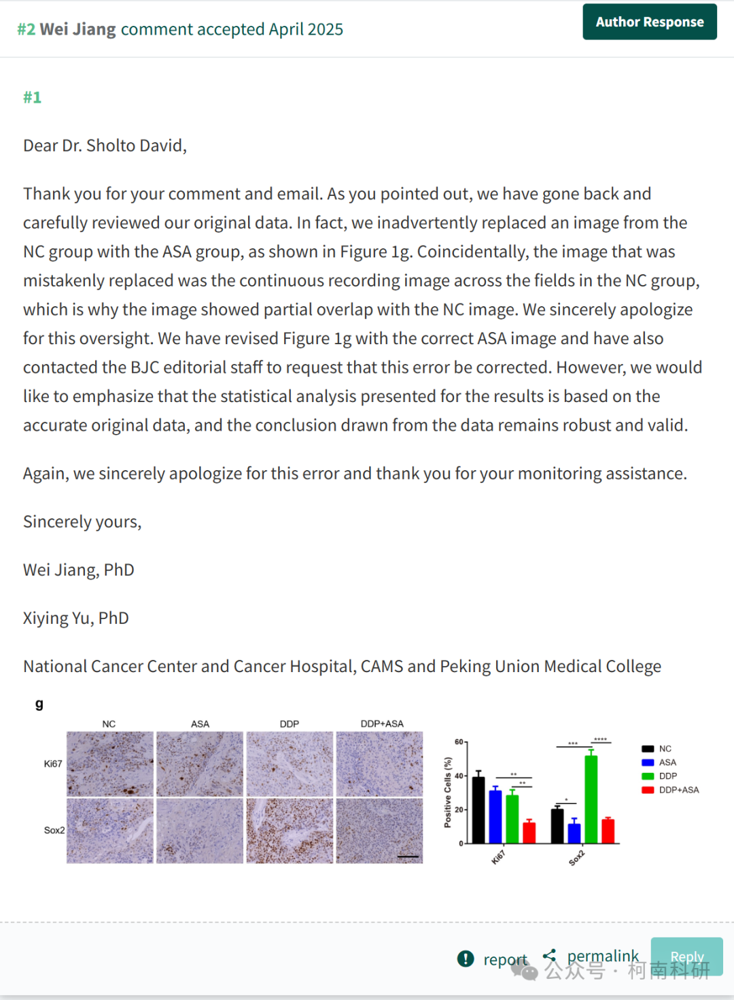 #2 Wei Jiang comment accepted April 2025
Author Response
#1
Dear Dr. Sholto David,
Thank you for your comment and email. As you pointed out, we have gone back and
carefully reviewed our original data. In fact, we inadvertently replaced an image from the
NC group with the ASA group, as shown in Figure 1g. Coincidentally, the image that was
mistakenly replaced was the continuous recording image across the fields in the NC group,
which is why the image showed partial overlap with the NC image. We sincerely apologize
for this oversight. We have revised Figure 1g with the correct ASA image and have also
contacted the BJC editorial staff to request that this error be corrected. However, we would
like to emphasize that the statistical analysis presented for the results is based on the
accurate original data, and the conclusion drawn from the data remains robust and valid.
Again, we sincerely apologize for this error and thank you for your monitoring assistance.
Sincerely yours,
Wei Jiang, PhD
Xiying Yu, PhD
National Cancer Center and Cancer Hospital, CAMS and Peking Union Medical College
g
NC ASA DDP DDP+ASA
Ki67
Sox2
Positive Cells (%)
60
40
20
0
*** ****
** 
**
*
Ki67 Sox2
NC
ASA
DDP
DDP+ASA
report permalink Reply
公众号 · 柯南科研